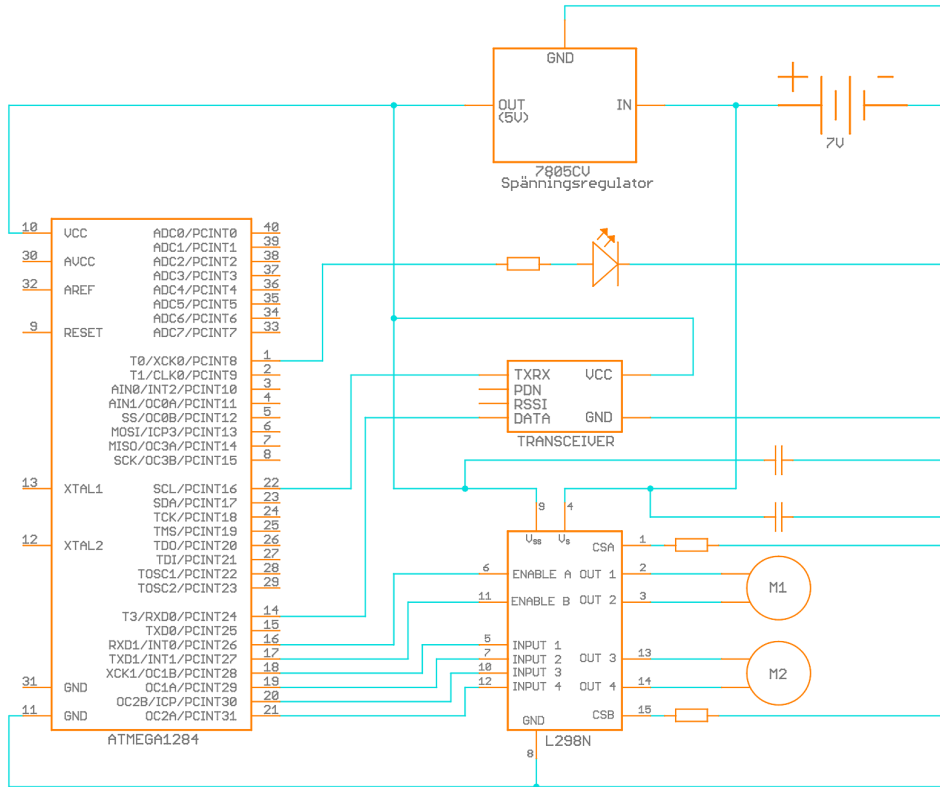 GND
OUT
(5V)
IN
7805CV
Spänningsregulator
+
−
7V
10
VCC
30
AVCC
32
AREF
9
RESET
13
XTAL1
12
XTAL2
31
GND
11
GND
ADC0/PCINT0 40
ADC1/PCINT1 39
ADC2/PCINT2 38
ADC3/PCINT3 37
ADC4/PCINT4 36
ADC5/PCINT5 35
ADC6/PCINT6 34
ADC7/PCINT7 33
T0/XCK0/PCINT8 1
T1/CLK0/PCINT9 2
AIN0/INT2/PCINT10 3
AIN1/OC0A/PCINT11 4
SS/OC0B/PCINT12 5
MOSI/ICP3/PCINT13 6
MISO/OC3A/PCINT14 7
SCK/OC3B/PCINT15 8
SCL/PCINT16 22
SDA/PCINT17 23
TCK/PCINT18 24
TMS/PCINT19 25
TDO/PCINT20 26
TDI/PCINT21 27
TOSC1/PCINT22 28
TOSC2/PCINT23 29
T3/RXD0/PCINT24 14
TXD0/PCINT25 15
RXD1/INT0/PCINT26 16
TXD1/INT1/PCINT27 17
XCK1/OC1B/PCINT28 18
OC1A/PCINT29 19
OC2B/ICP/PCINT30 20
OC2A/PCINT31 21
ATMEGA1284
TXRX
PDN
RSSI
DATA
VCC
GND
TRANSCEIVER
9
4
Vss
Vs
6 ENABLE A
11 ENABLE B
5 INPUT 1
7 INPUT 2
10 INPUT 3
12 INPUT 4
CSA 1
OUT 1 2
OUT 2 3
OUT 3 13
OUT 4 14
CSB 15
GND
8
L298N
M1
M2